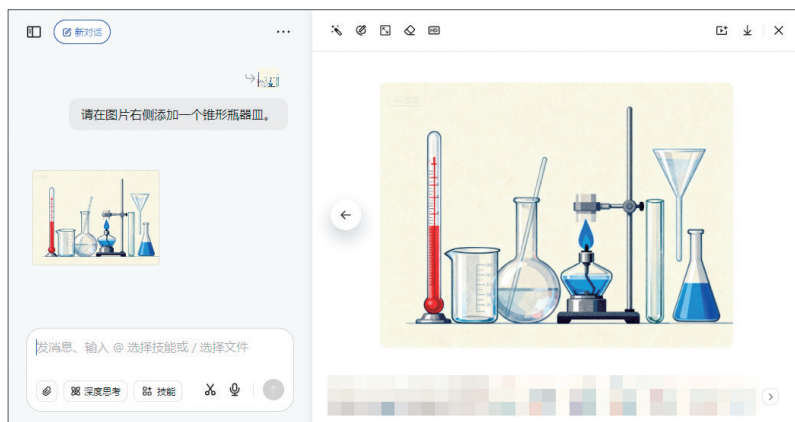 新对话
请在图片右侧添加一个锥形瓶器皿。
发消息、输入 @ 选择技能或 / 选择文件
深度思考
技能
HD